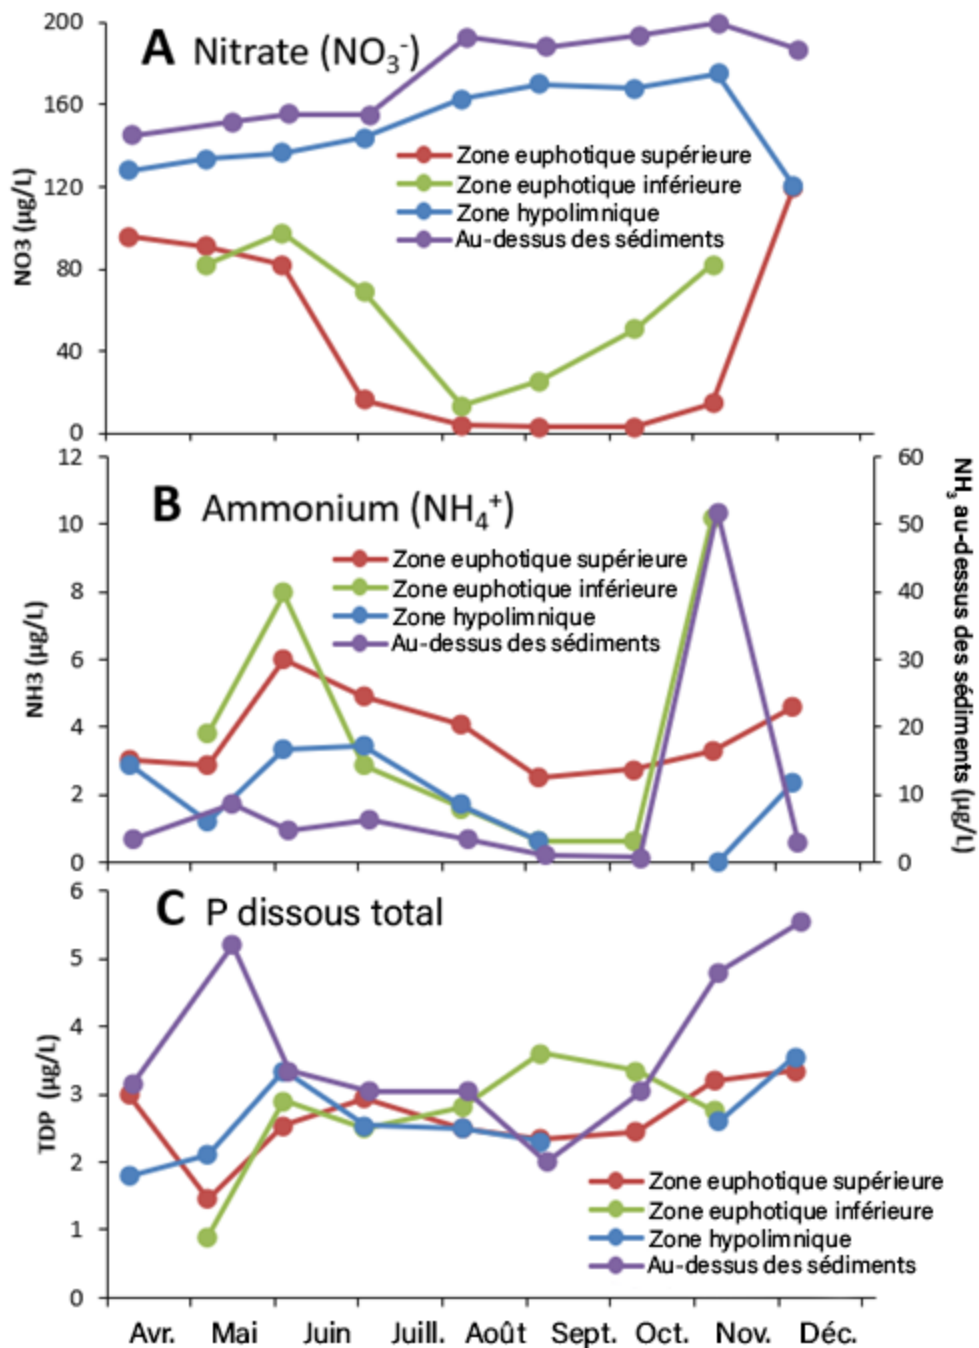 A Nitrate (NO₃⁻)
200
160
120
80
40
0
NO3 (µg/L)
Zone euphotique supérieure
Zone euphotique inférieure
Zone hypolimnique
Au-dessus des sédiments
B Ammonium (NH₄⁺)
12
10
8
6
4
2
0
NH3 (µg/L)
Zone euphotique supérieure
Zone euphotique inférieure
Zone hypolimnique
Au-dessus des sédiments
60
50
40
30
20
10
0
NH₃ au-dessus des sédiments (µg/L)
C P dissous total
6
5
4
3
2
1
0
TDP (µg/L)
Zone euphotique supérieure
Zone euphotique inférieure
Zone hypolimnique
Au-dessus des sédiments
Avr. Mai Juin Juill. Août Sept. Oct. Nov. Déc.